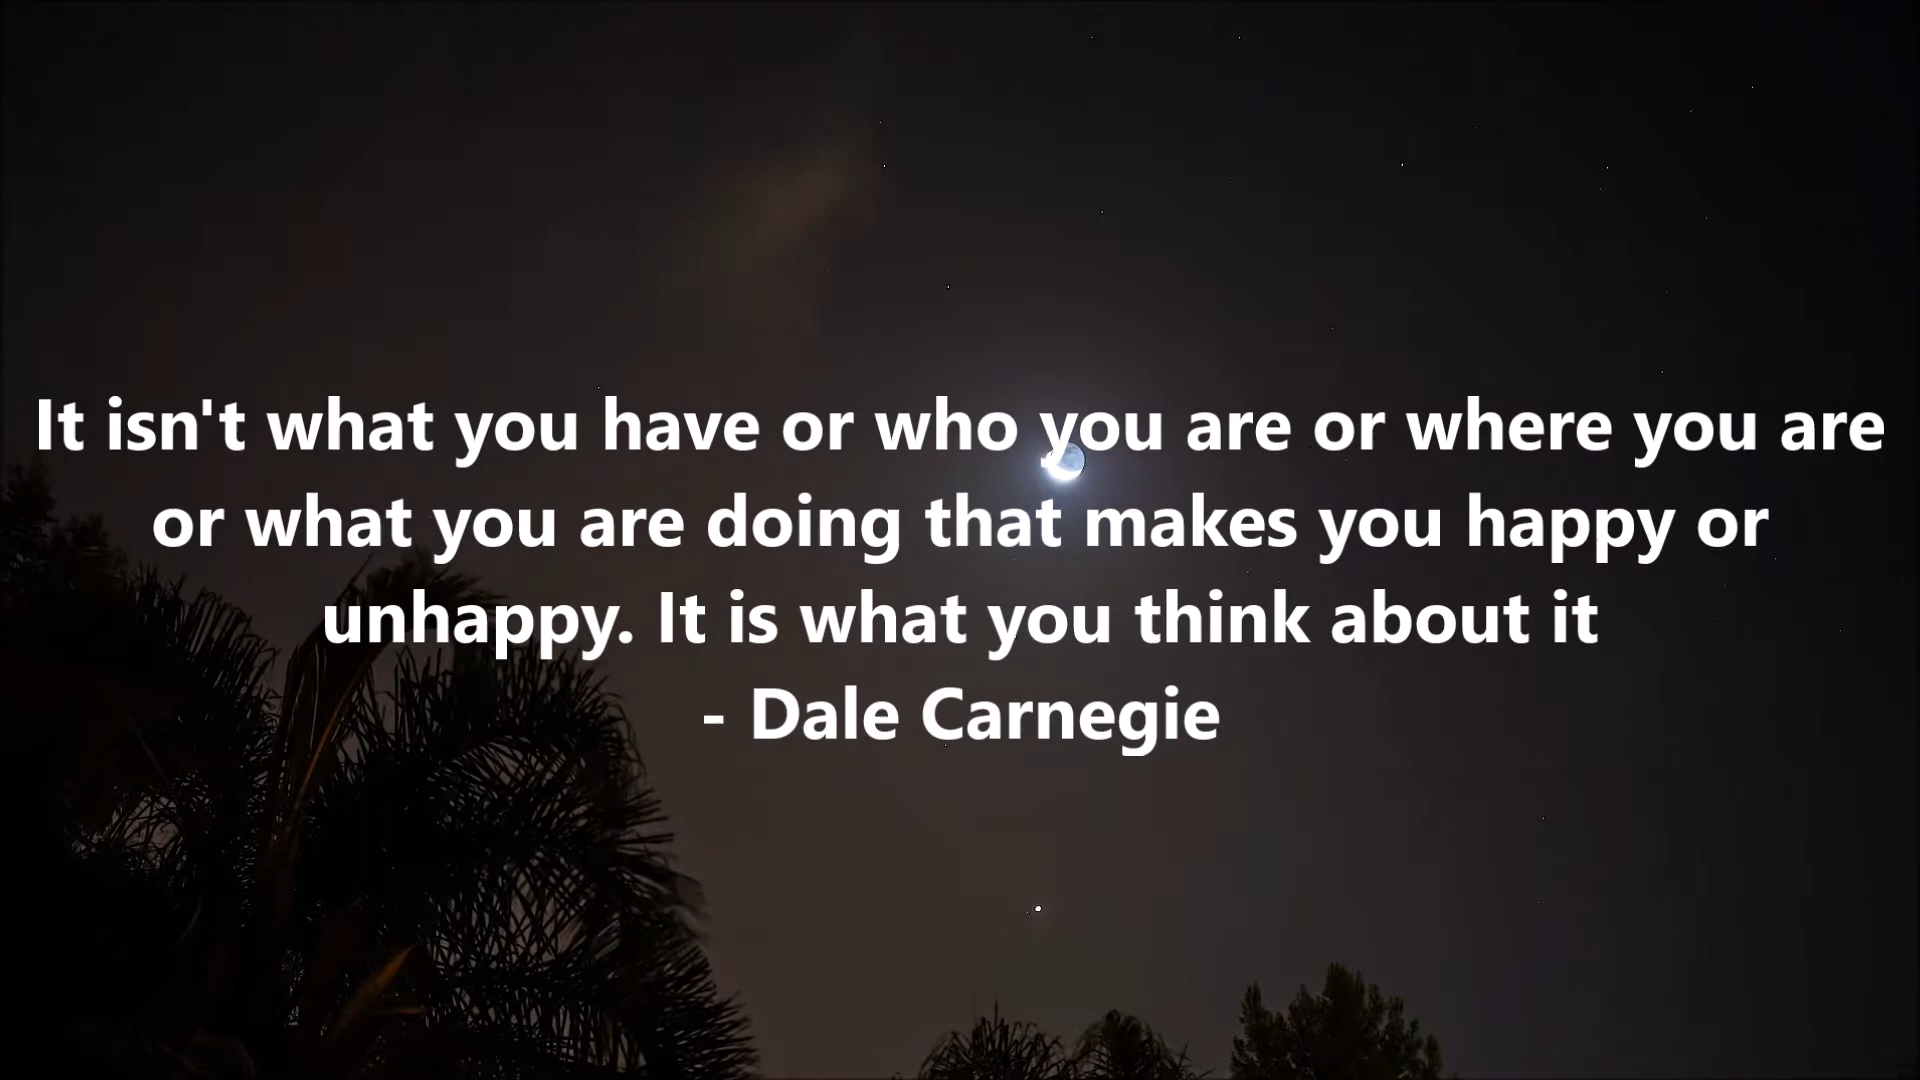 It isn't what you have or who you are or where you are
or what you are doing that makes you happy or
unhappy. It is what you think about it
- Dale Carnegie